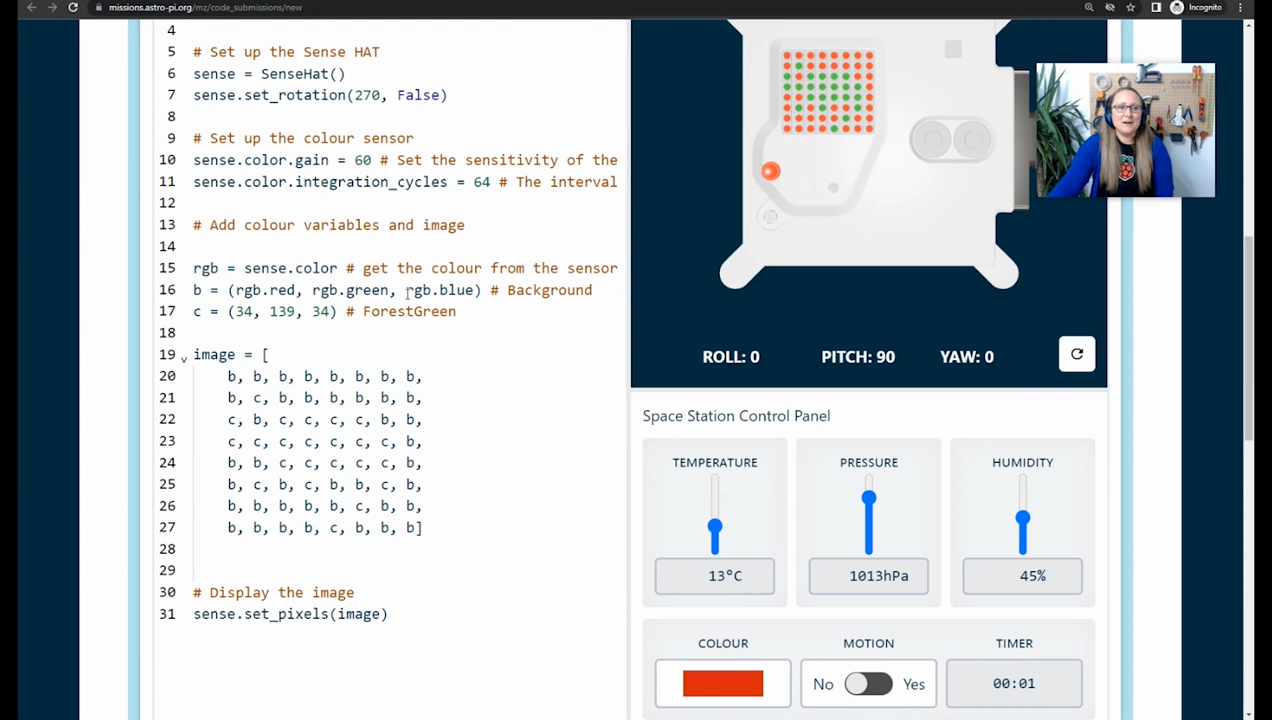 missions.astro-pi.org/mz/code_submissions/new
Incognito
4
5 # Set up the Sense HAT
6 sense = SenseHat()
7 sense.set_rotation(270, False)
8
9 # Set up the colour sensor
10 sense.color.gain = 60 # Set the sensitivity of the
11 sense.color.integration_cycles = 64 # The interval
12
13 # Add colour variables and image
14
15 rgb = sense.color # get the colour from the sensor
16 b = (rgb.red, rgb.green, rgb.blue) # Background
17 c = (34, 139, 34) # ForestGreen
18
19 image = [
20 b, b, b, b, b, b, b, b,
21 b, c, b, b, b, b, b, b,
22 c, b, c, c, c, c, b, b,
23 c, c, c, c, c, c, c, b,
24 b, b, c, c, c, c, c, b,
25 b, c, b, c, b, b, c, b,
26 b, b, b, b, b, c, b, b,
27 b, b, b, b, c, b, b, b]
28
29
30 # Display the image
31 sense.set_pixels(image)
ROLL: 0 PITCH: 90 YAW: 0
Space Station Control Panel
TEMPERATURE PRESSURE HUMIDITY
13°C 1013hPa 45%
COLOUR MOTION TIMER
No Yes 00:01